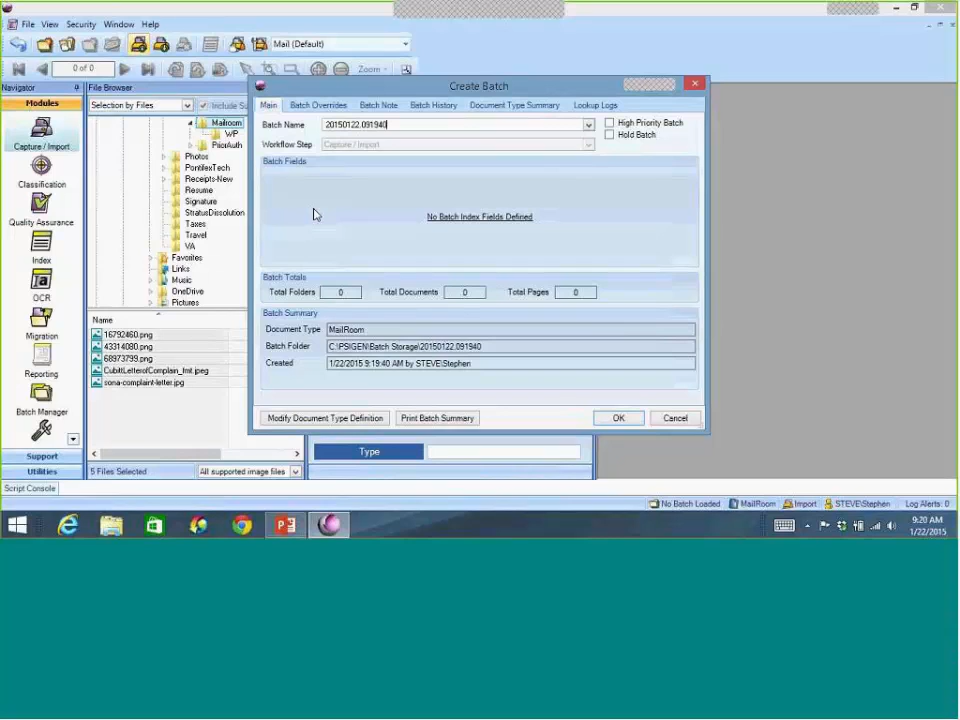 File View Security Window Help
Mail (Default)
0 of 0
Zoom
Navigator
Modules
Capture / Import
Classification
Quality Assurance
Index
OCR
Migration
Reporting
Batch Manager
Support
Utilities
Script Console
File Browser
Selection by Files
Mailroom
WP
PriorAuth
Photos
PontifexTech
Receipts-New
Resume
Signature
StratusDissolution
Taxes
Travel
VA
Favorites
Links
Music
OneDrive
Pictures
Name
16792460.png
43314080.png
68973799.png
CubittLetterofComplain_fmt.jpeg
sona-complaint-letter.jpg
5 Files Selected
All supported image files
Create Batch
Main Batch Overrides Batch Note Batch History Document Type Summary Lookup Logs
Batch Name 20150122.091940 High Priority Batch
Hold Batch
Workflow Step Capture / Import
Batch Fields
No Batch Index Fields Defined
Batch Totals
Total Folders 0 Total Documents 0 Total Pages 0
Batch Summary
Document Type MailRoom
Batch Folder C:\PSIGEN\Batch Storage\20150122.091940
Created 1/22/2015 9:19:40 AM by STEVE\Stephen
Modify Document Type Definition Print Batch Summary OK Cancel
Type
No Batch Loaded MailRoom Import STEVE\Stephen Log Alerts: 0
9:20 AM
1/22/2015